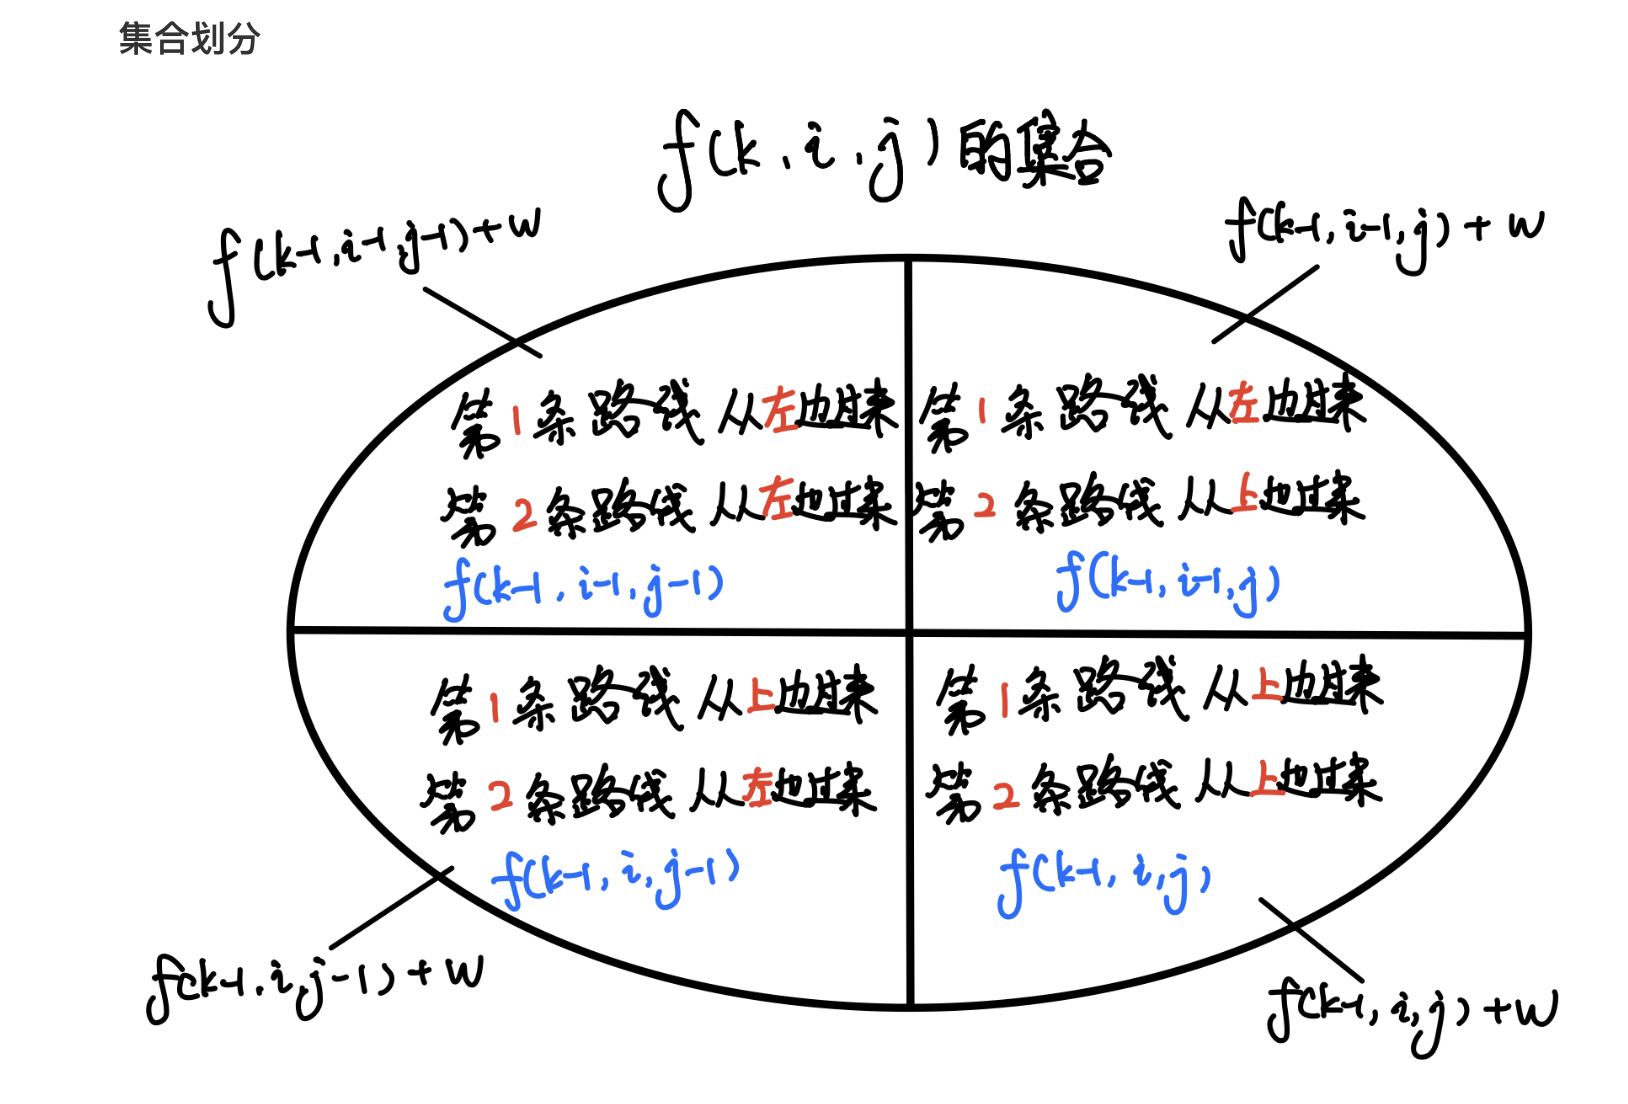 集合划分
f(k,i,j)的集合
f(k-1,i-1,j-1)+w
f(k-1,i-1,j)+w
第1条路线从左边过来
第2条路线从左边过来
f(k-1,i-1,j-1)
第1条路线从左边过来
第2条路线从上边过来
f(k-1,i-1,j)
第1条路线从上边过来
第2条路线从左边过来
f(k-1,i,j-1)
第1条路线从上边过来
第2条路线从上边过来
f(k-1,i,j)
f(k-1,i,j-1)+w
f(k-1,i,j)+w